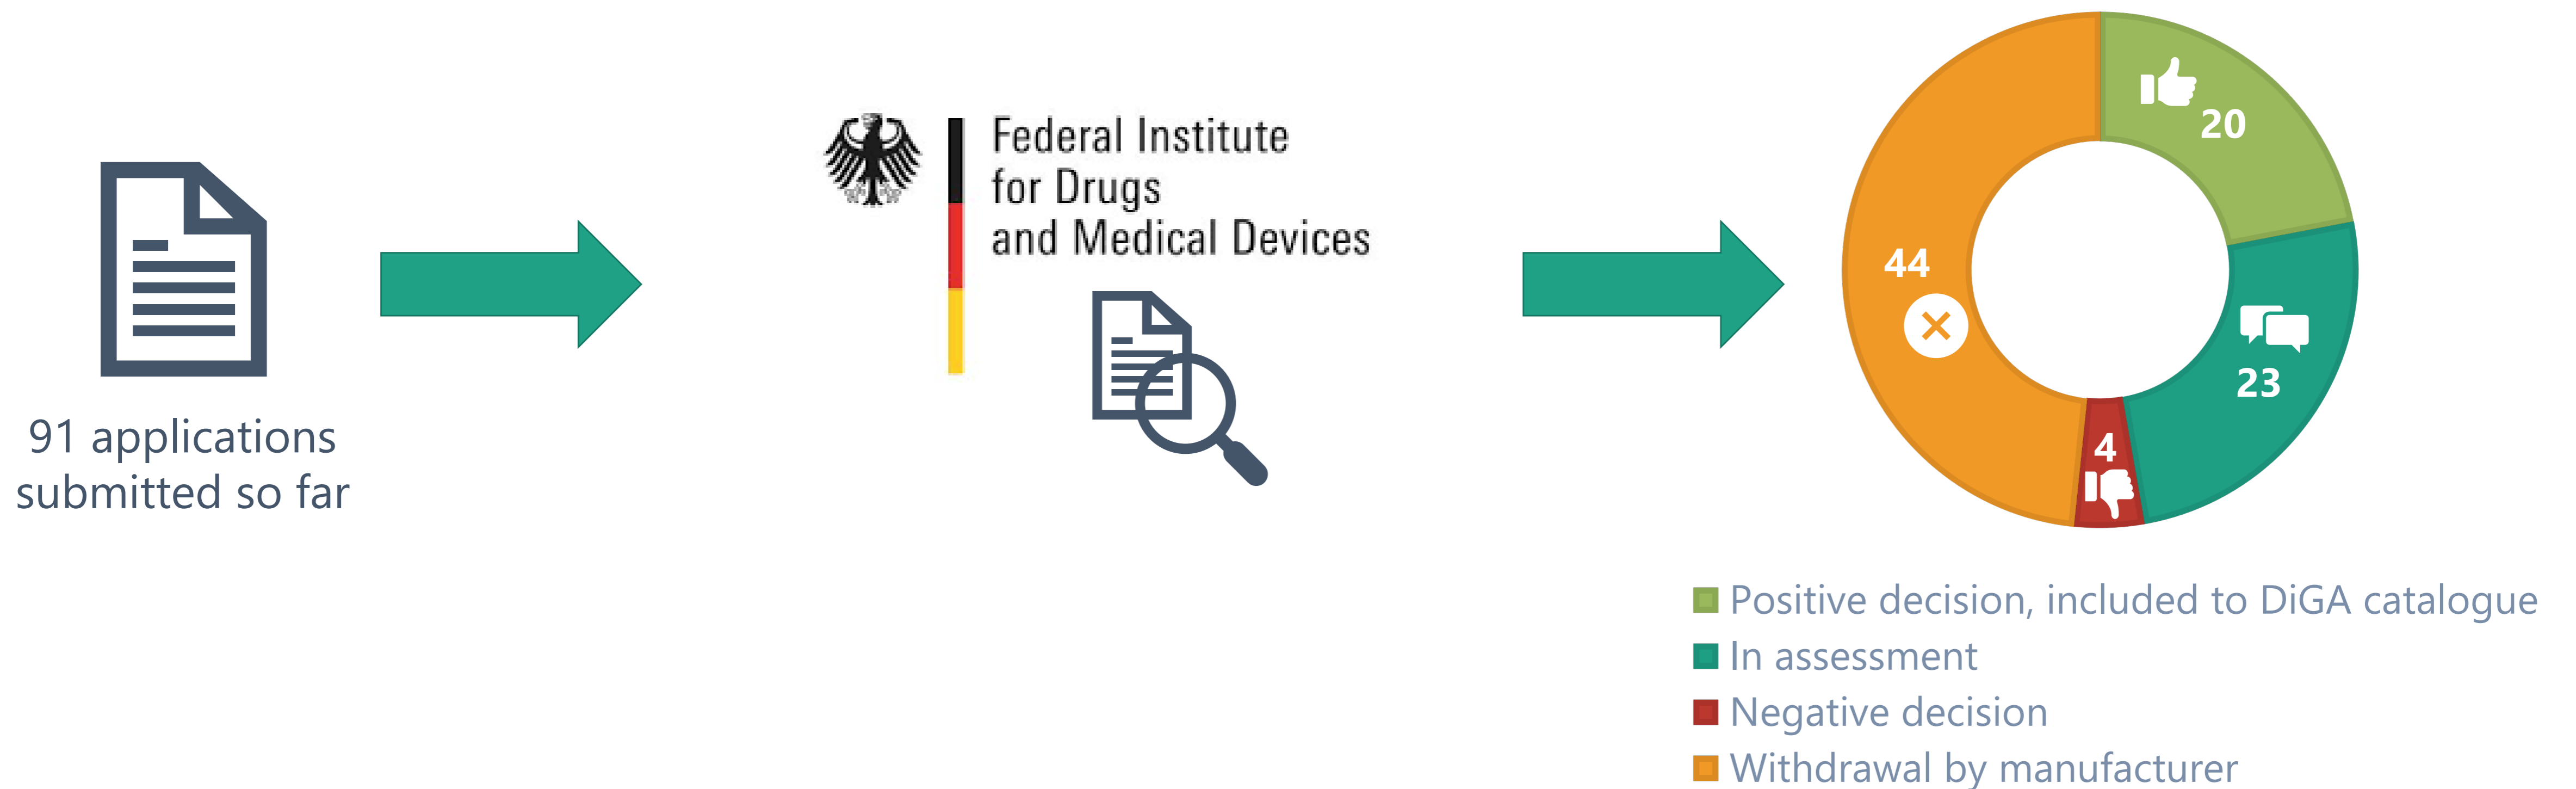 91 applications
submitted so far
Federal Institute
for Drugs
and Medical Devices
20
44
23
4
Positive decision, included to DiGA catalogue
In assessment
Negative decision
Withdrawal by manufacturer